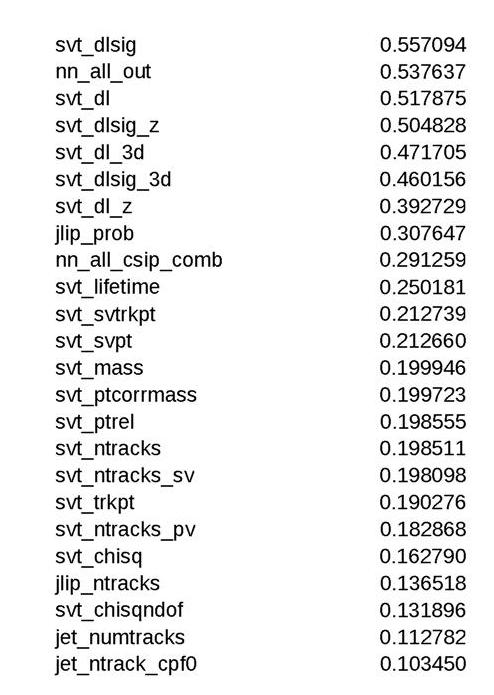 svt_dlsig 0.557094
nn_all_out 0.537637
svt_dl 0.517875
svt_dlsig_z 0.504828
svt_dl_3d 0.471705
svt_dlsig_3d 0.460156
svt_dl_z 0.392729
jlip_prob 0.307647
nn_all_csip_comb 0.291259
svt_lifetime 0.250181
svt_svtrkpt 0.212739
svt_svpt 0.212660
svt_mass 0.199946
svt_ptcorrmass 0.199723
svt_ptrel 0.198555
svt_ntracks 0.198511
svt_ntracks_sv 0.198098
svt_trkpt 0.190276
svt_ntracks_pv 0.182868
svt_chisq 0.162790
jlip_ntracks 0.136518
svt_chisqndof 0.131896
jet_numtracks 0.112782
jet_ntrack_cpf0 0.103450